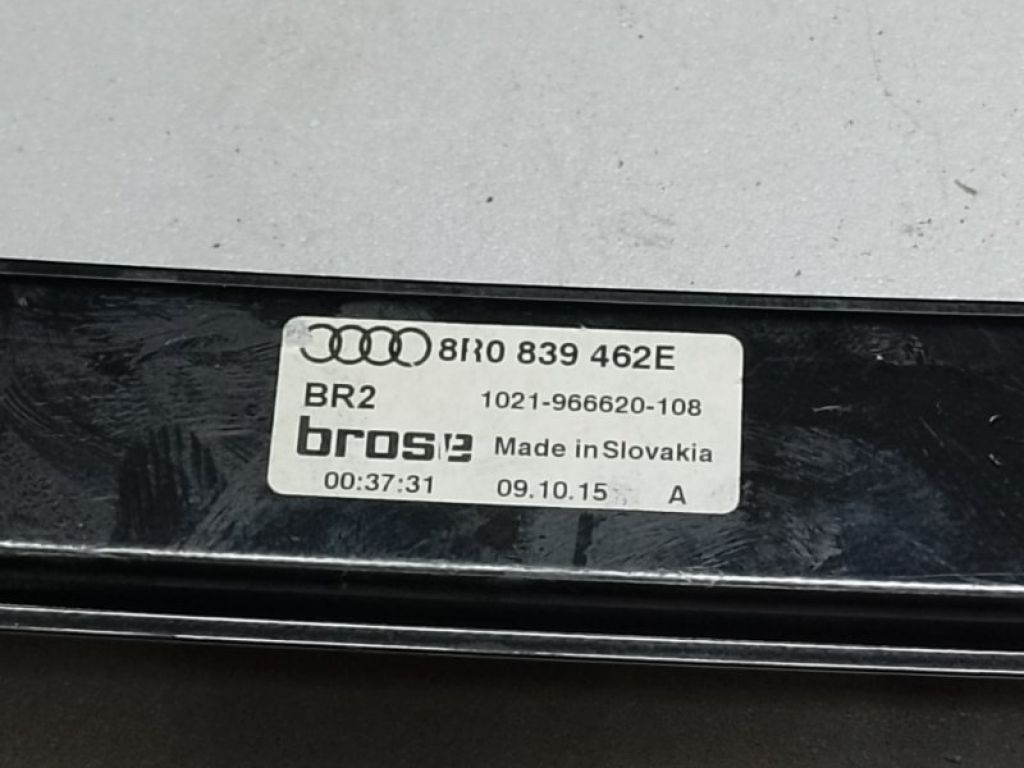 8R0 839 462E
BR2 1021-966620-108
brose Made in Slovakia
00:37:31 09.10.15 A